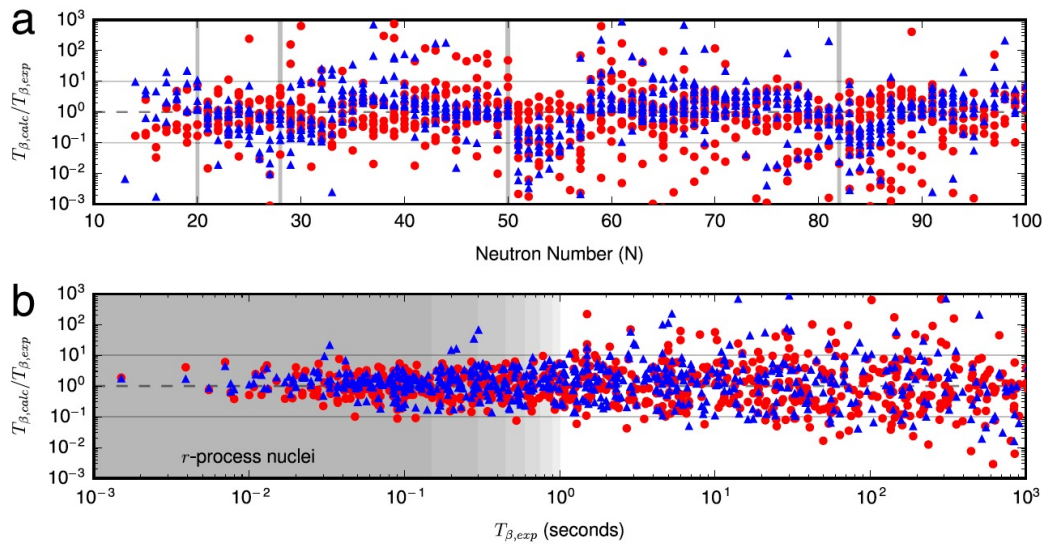 a
10³
10²
10¹
10⁰
10⁻¹
10⁻²
10⁻³
T_β,calc/T_β,exp
10 20 30 40 50 60 70 80 90 100
Neutron Number (N)
b
10³
10²
10¹
10⁰
10⁻¹
10⁻²
10⁻³
T_β,calc/T_β,exp
r-process nuclei
10⁻³ 10⁻² 10⁻¹ 10⁰ 10¹ 10² 10³
T_β,exp (seconds)